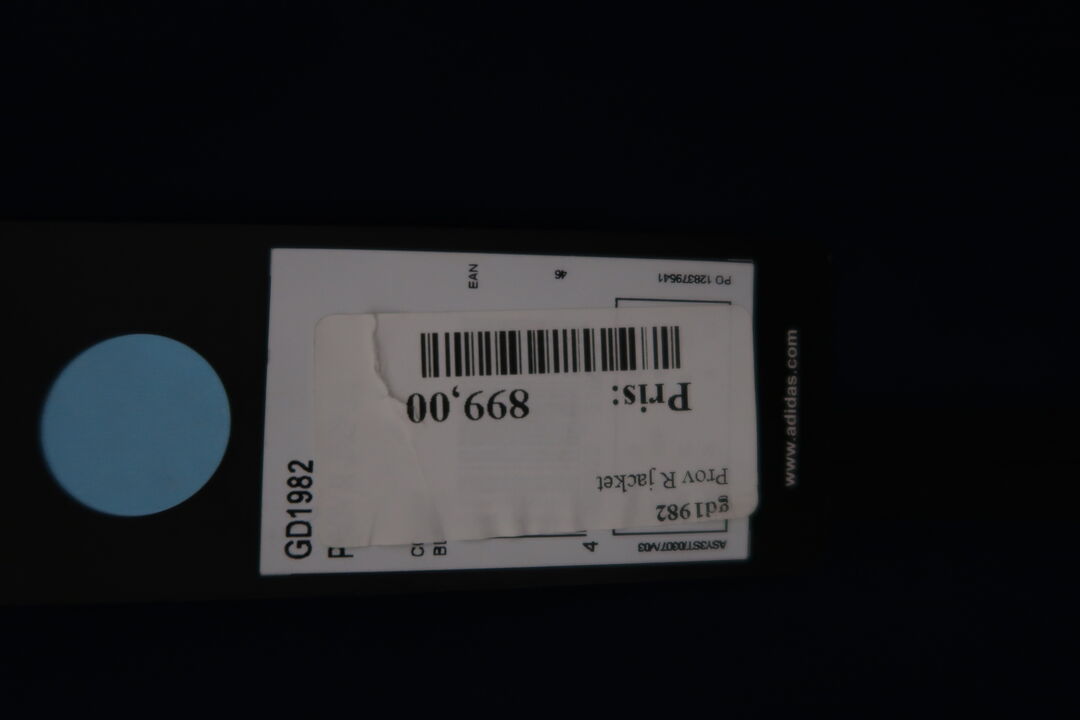 gd1982
Prov R jacket
Pris: 899,00
GD1982
EAN
46
PO 128379541
www.adidas.com